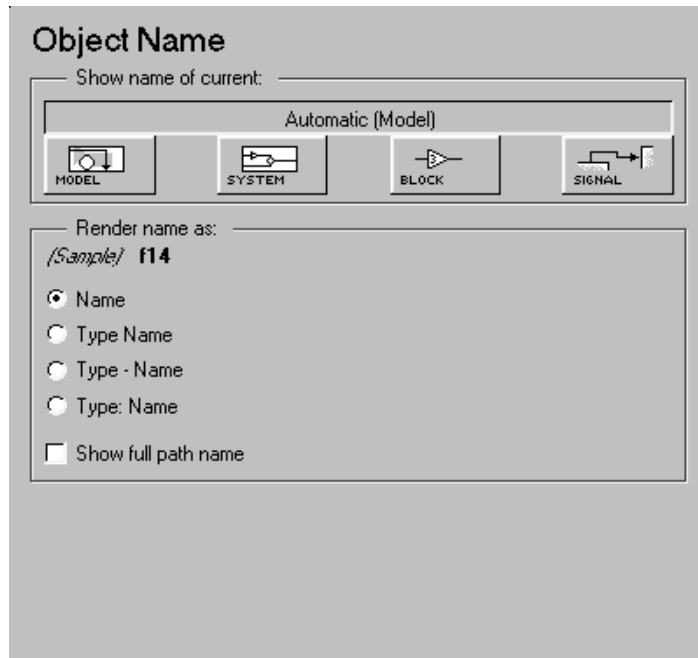 Object Name
Show name of current:
Automatic (Model)
MODEL SYSTEM BLOCK SIGNAL
Render name as:
(Sample) f14
Name
Type Name
Type - Name
Type: Name
Show full path name